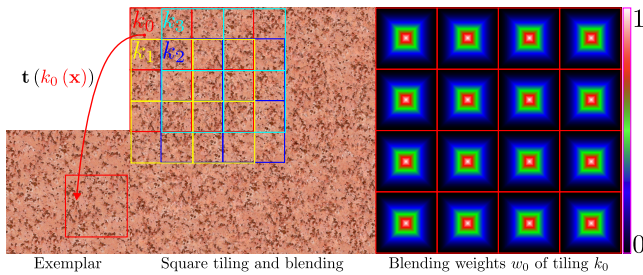 k₀ k₃
k₁ k₂
t (k₀ (x))
1
0
Exemplar
Square tiling and blending
Blending weights w₀ of tiling k₀